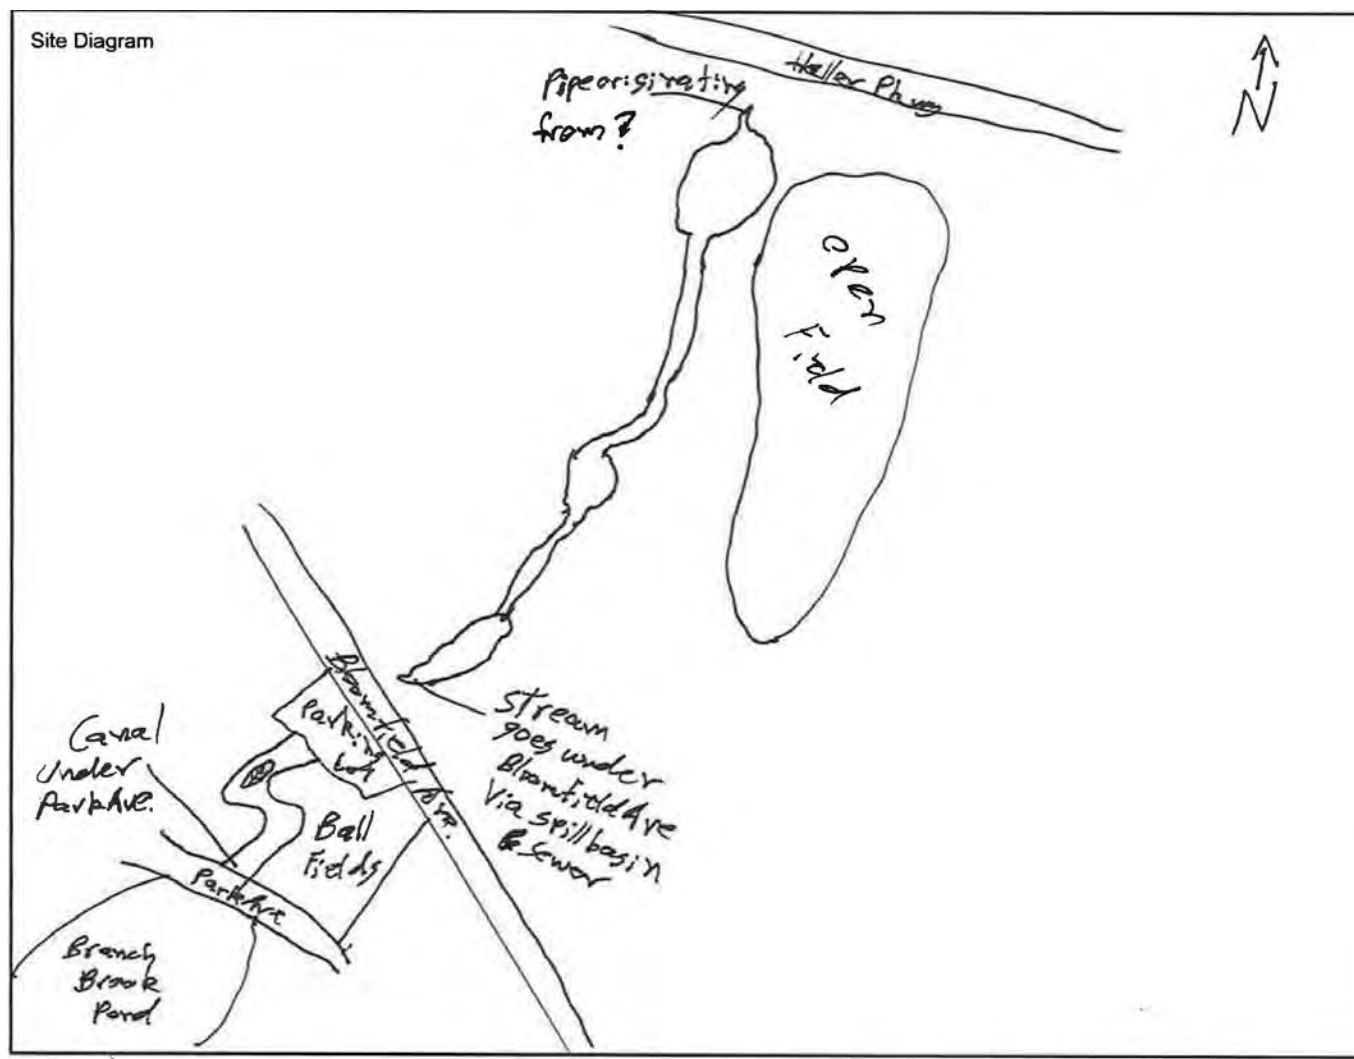 Site Diagram
Heller Pkwy
N
Pipe originating
from?
Open
Field
Bloomfield Ave.
Parking
Lot
Stream
goes under
Bloomfield Ave
Via spillbasin
& sewer
Canal
Under
Park Ave.
Ball
Fields
Park Ave
Branch
Brook
Pond